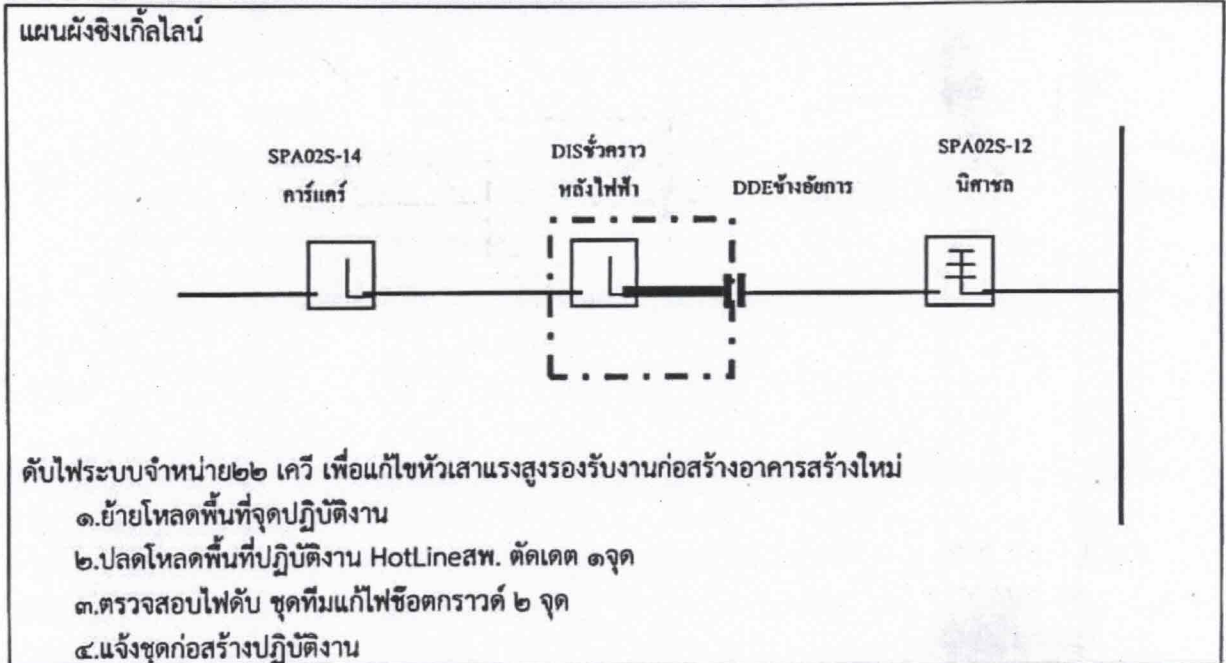 แผนผังซิงเกิ้ลไลน์
SPA02S-14
คาร์แคร์
DISชั่วคราว
หลังไฟฟ้า
DDEข้างอัยการ
SPA02S-12
นิศาชล
ดับไฟระบบจำหน่าย๒๒ เควี เพื่อแก้ไขหัวเสาแรงสูงรองรับงานก่อสร้างอาคารสร้างใหม่
๑.ย้ายโหลดพื้นที่จุดปฏิบัติงาน
๒.ปลดโหลดพื้นที่ปฏิบัติงาน HotLineสพ. ตัดเดต ๑จุด
๓.ตรวจสอบไฟดับ ชุดทีมแก้ไฟช๊อตกราวด์ ๒ จุด
๔.แจ้งชุดก่อสร้างปฏิบัติงาน